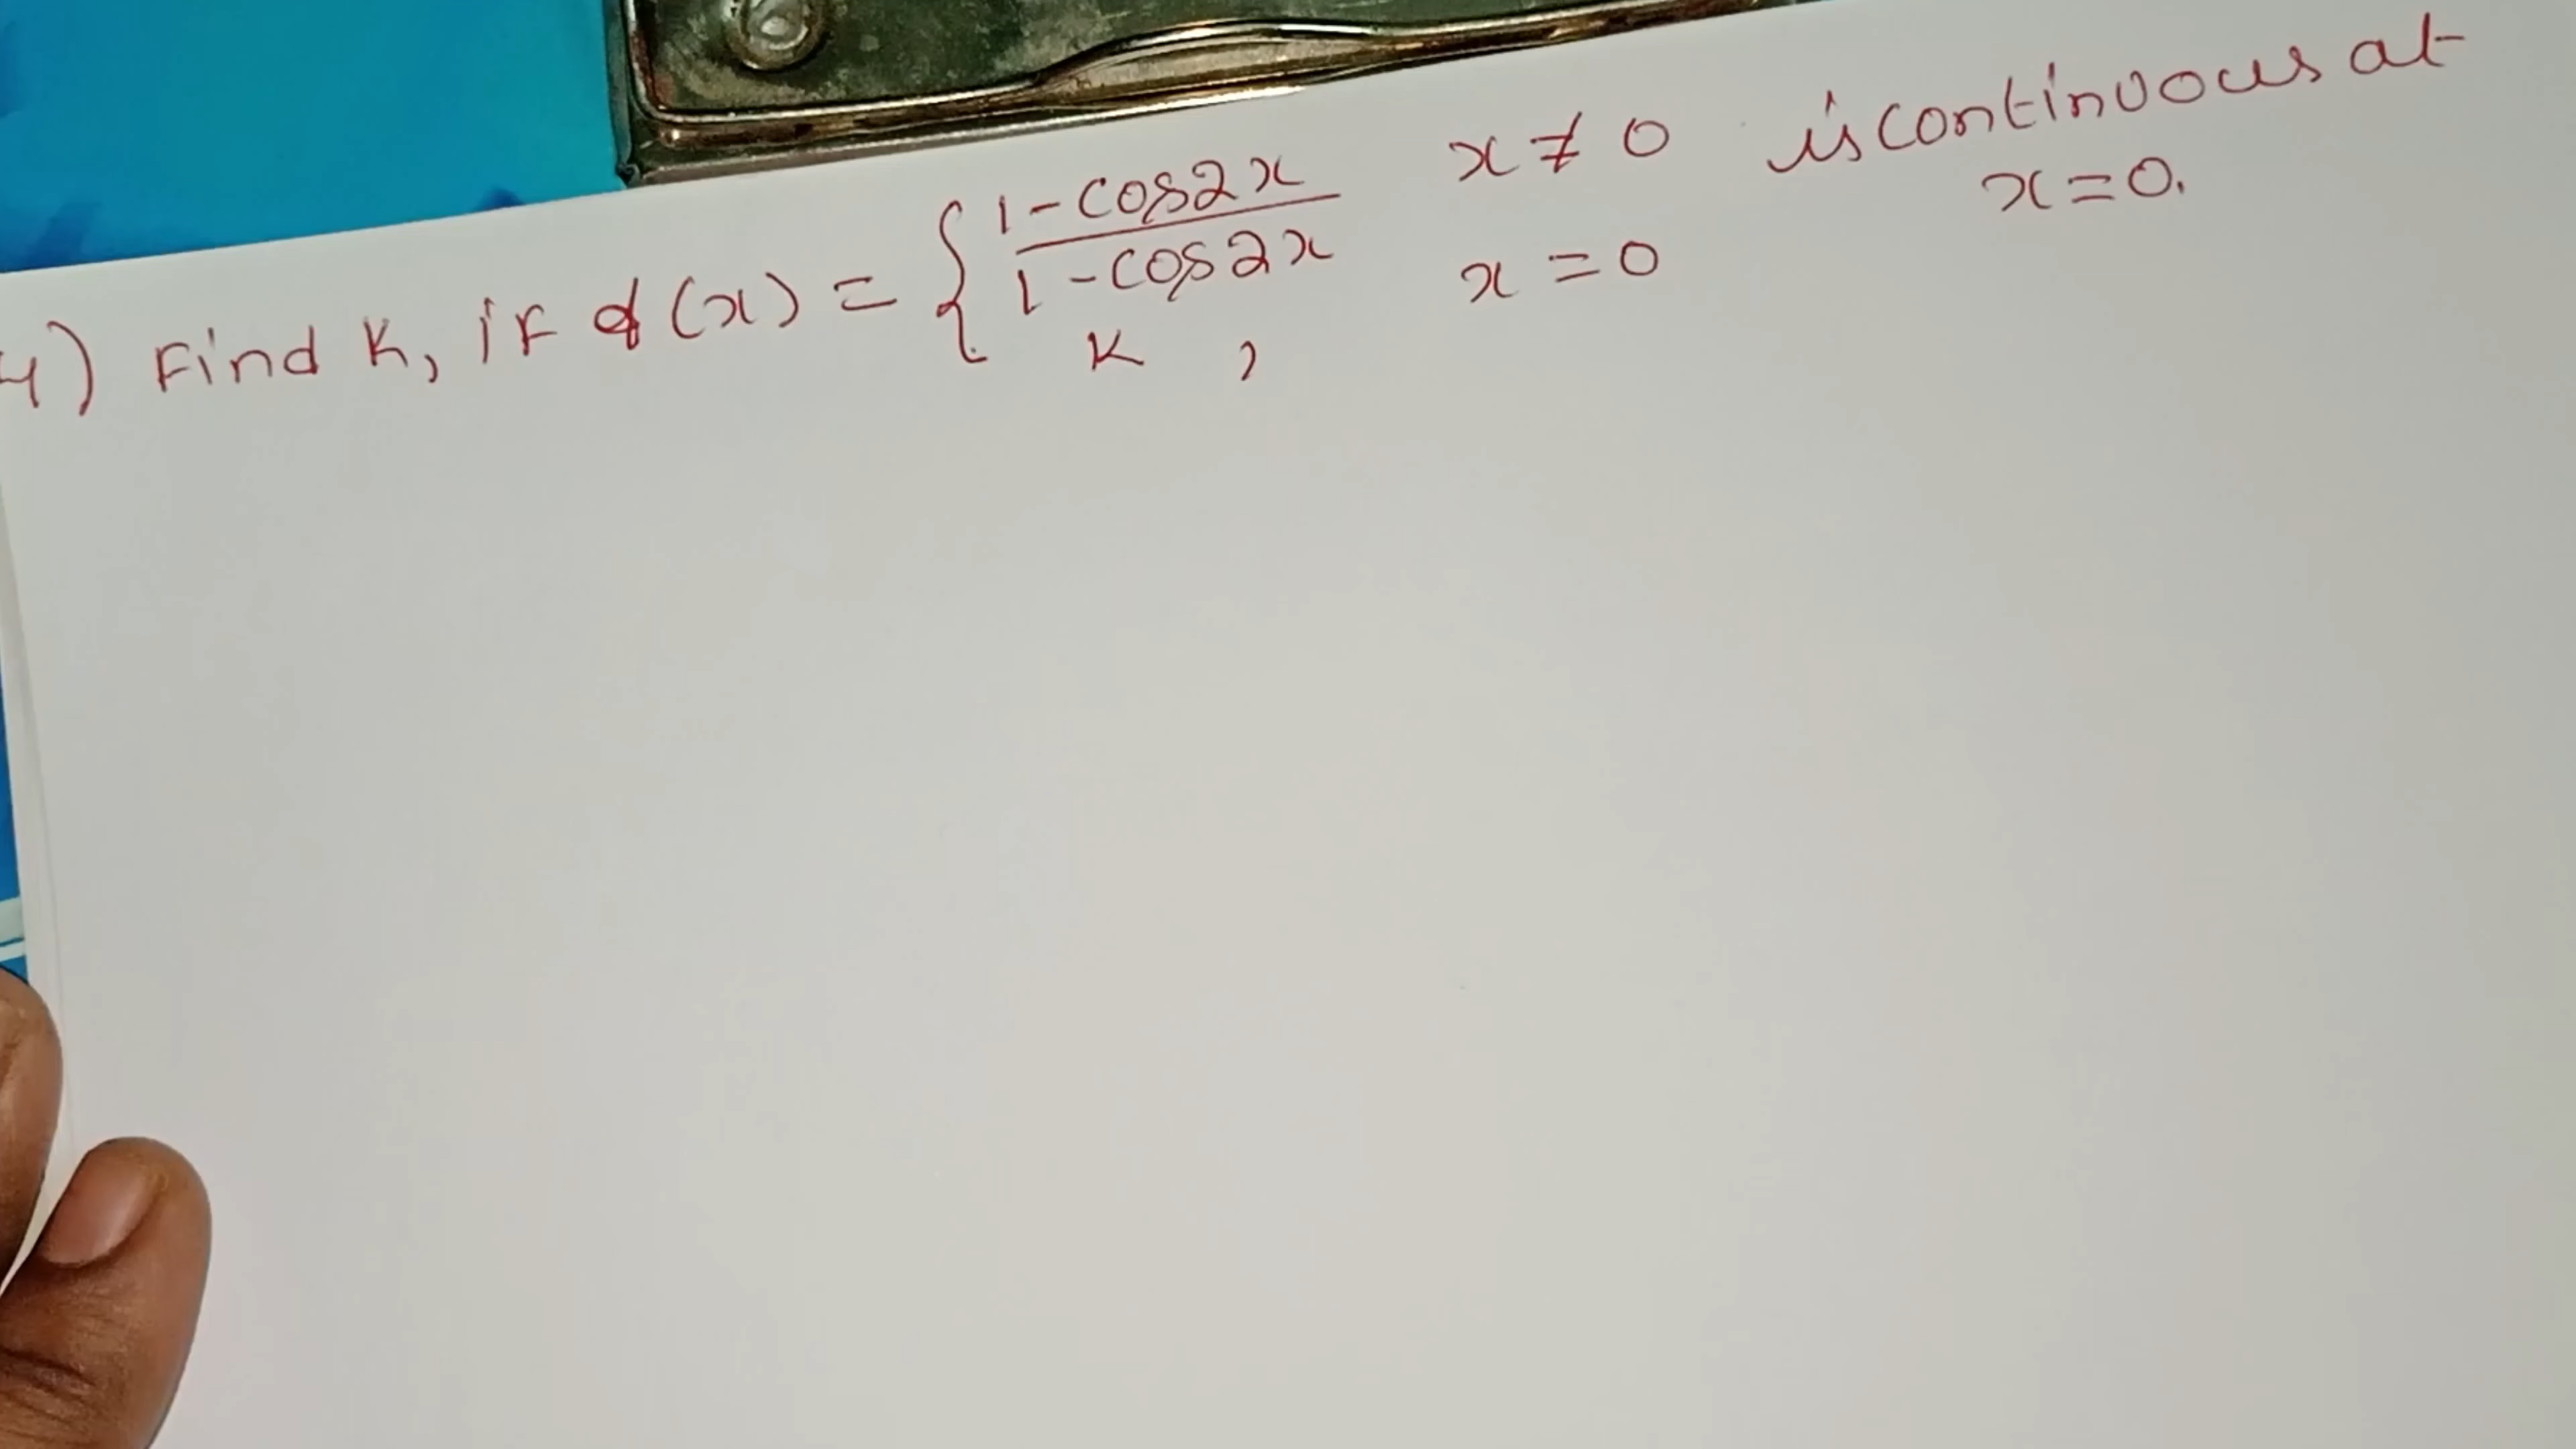 4) Find K, if f(x) = { 1-cos2x / 1-cos2x x ≠ 0 is continuous at
K , x = 0 x=0.